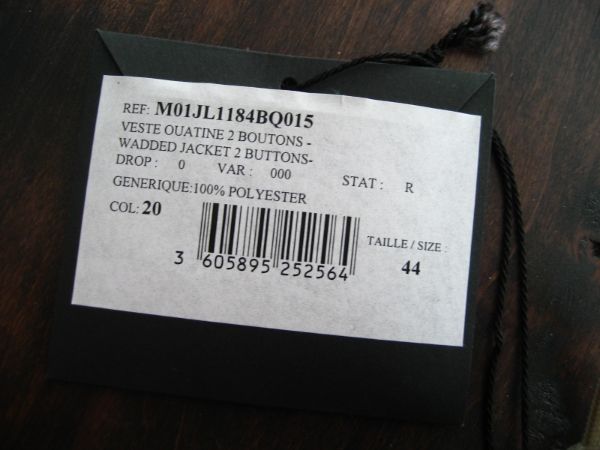 REF: M01JL1184BQ015
VESTE OUATINE 2 BOUTONS -
WADDED JACKET 2 BUTTONS-
DROP : 0 VAR : 000 STAT : R
GENERIQUE:100% POLYESTER
COL: 20
TAILLE / SIZE :
44
3 605895 252564